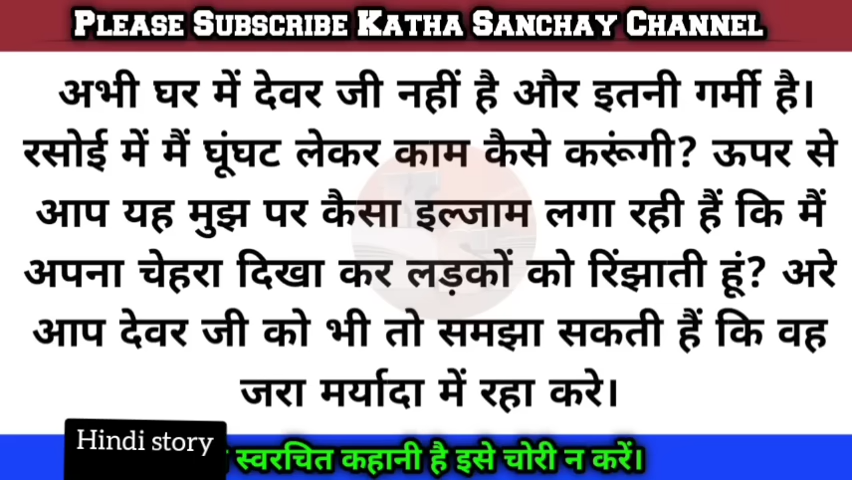 PLEASE SUBSCRIBE KATHA SANCHAY CHANNEL
अभी घर में देवर जी नहीं है और इतनी गर्मी है।
रसोई में मैं घूंघट लेकर काम कैसे करूंगी? ऊपर से
आप यह मुझ पर कैसा इल्जाम लगा रही हैं कि मैं
अपना चेहरा दिखा कर लड़कों को रिंझाती हूं? अरे
आप देवर जी को भी तो समझा सकती हैं कि वह
जरा मर्यादा में रहा करे।
Hindi story
स्वरचित कहानी है इसे चोरी न करें।